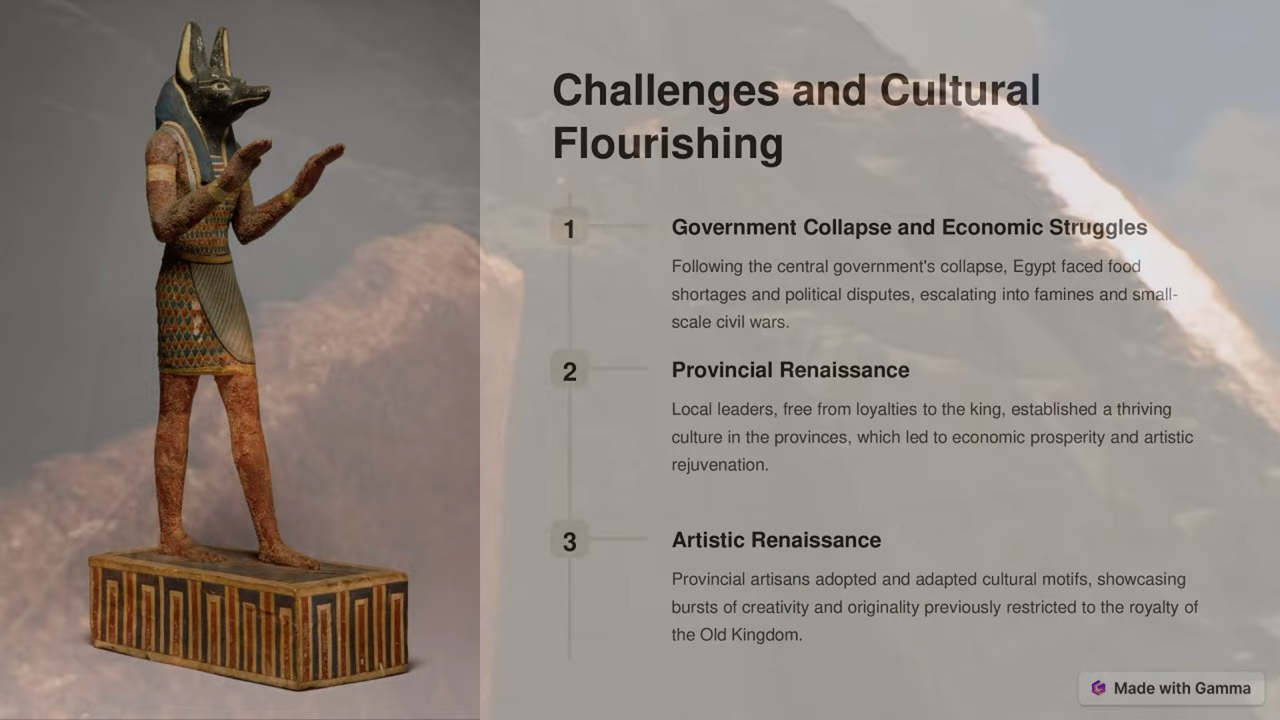 Challenges and Cultural
Flourishing
1
Government Collapse and Economic Struggles
Following the central government's collapse, Egypt faced food
shortages and political disputes, escalating into famines and small-
scale civil wars.
2
Provincial Renaissance
Local leaders, free from loyalties to the king, established a thriving
culture in the provinces, which led to economic prosperity and artistic
rejuvenation.
3
Artistic Renaissance
Provincial artisans adopted and adapted cultural motifs, showcasing
bursts of creativity and originality previously restricted to the royalty of
the Old Kingdom.
Made with Gamma